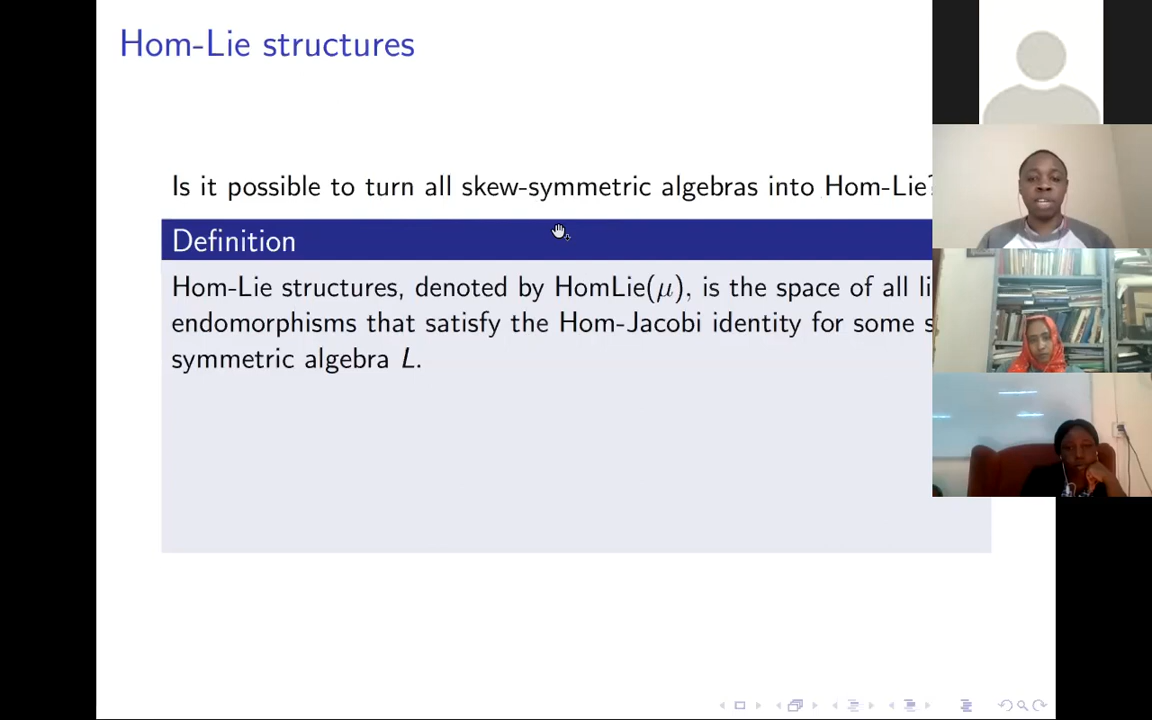 Hom-Lie structures
Is it possible to turn all skew-symmetric algebras into Hom-Lie?
Definition
Hom-Lie structures, denoted by HomLie(μ), is the space of all li
endomorphisms that satisfy the Hom-Jacobi identity for some s
symmetric algebra L.